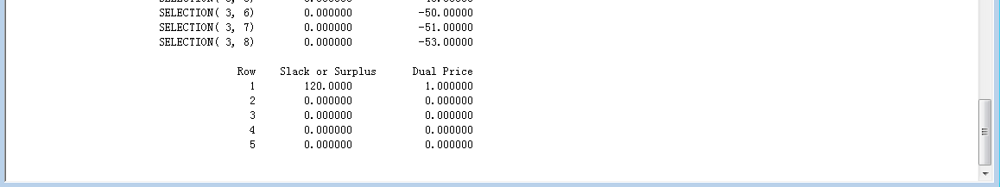 SELECTION( 3, 6) 0.000000 -50.00000
SELECTION( 3, 7) 0.000000 -51.00000
SELECTION( 3, 8) 0.000000 -53.00000
Row Slack or Surplus Dual Price
1 120.0000 1.000000
2 0.000000 0.000000
3 0.000000 0.000000
4 0.000000 0.000000
5 0.000000 0.000000